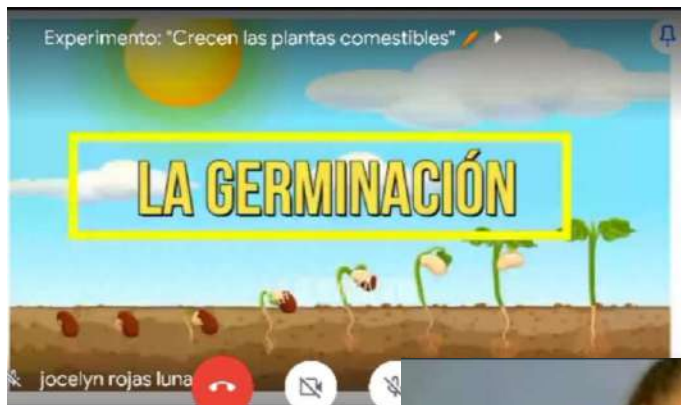 Experimento: "Crecen las plantas comestibles" 🥕
LA GERMINACIÓN
jocelyn rojas luna